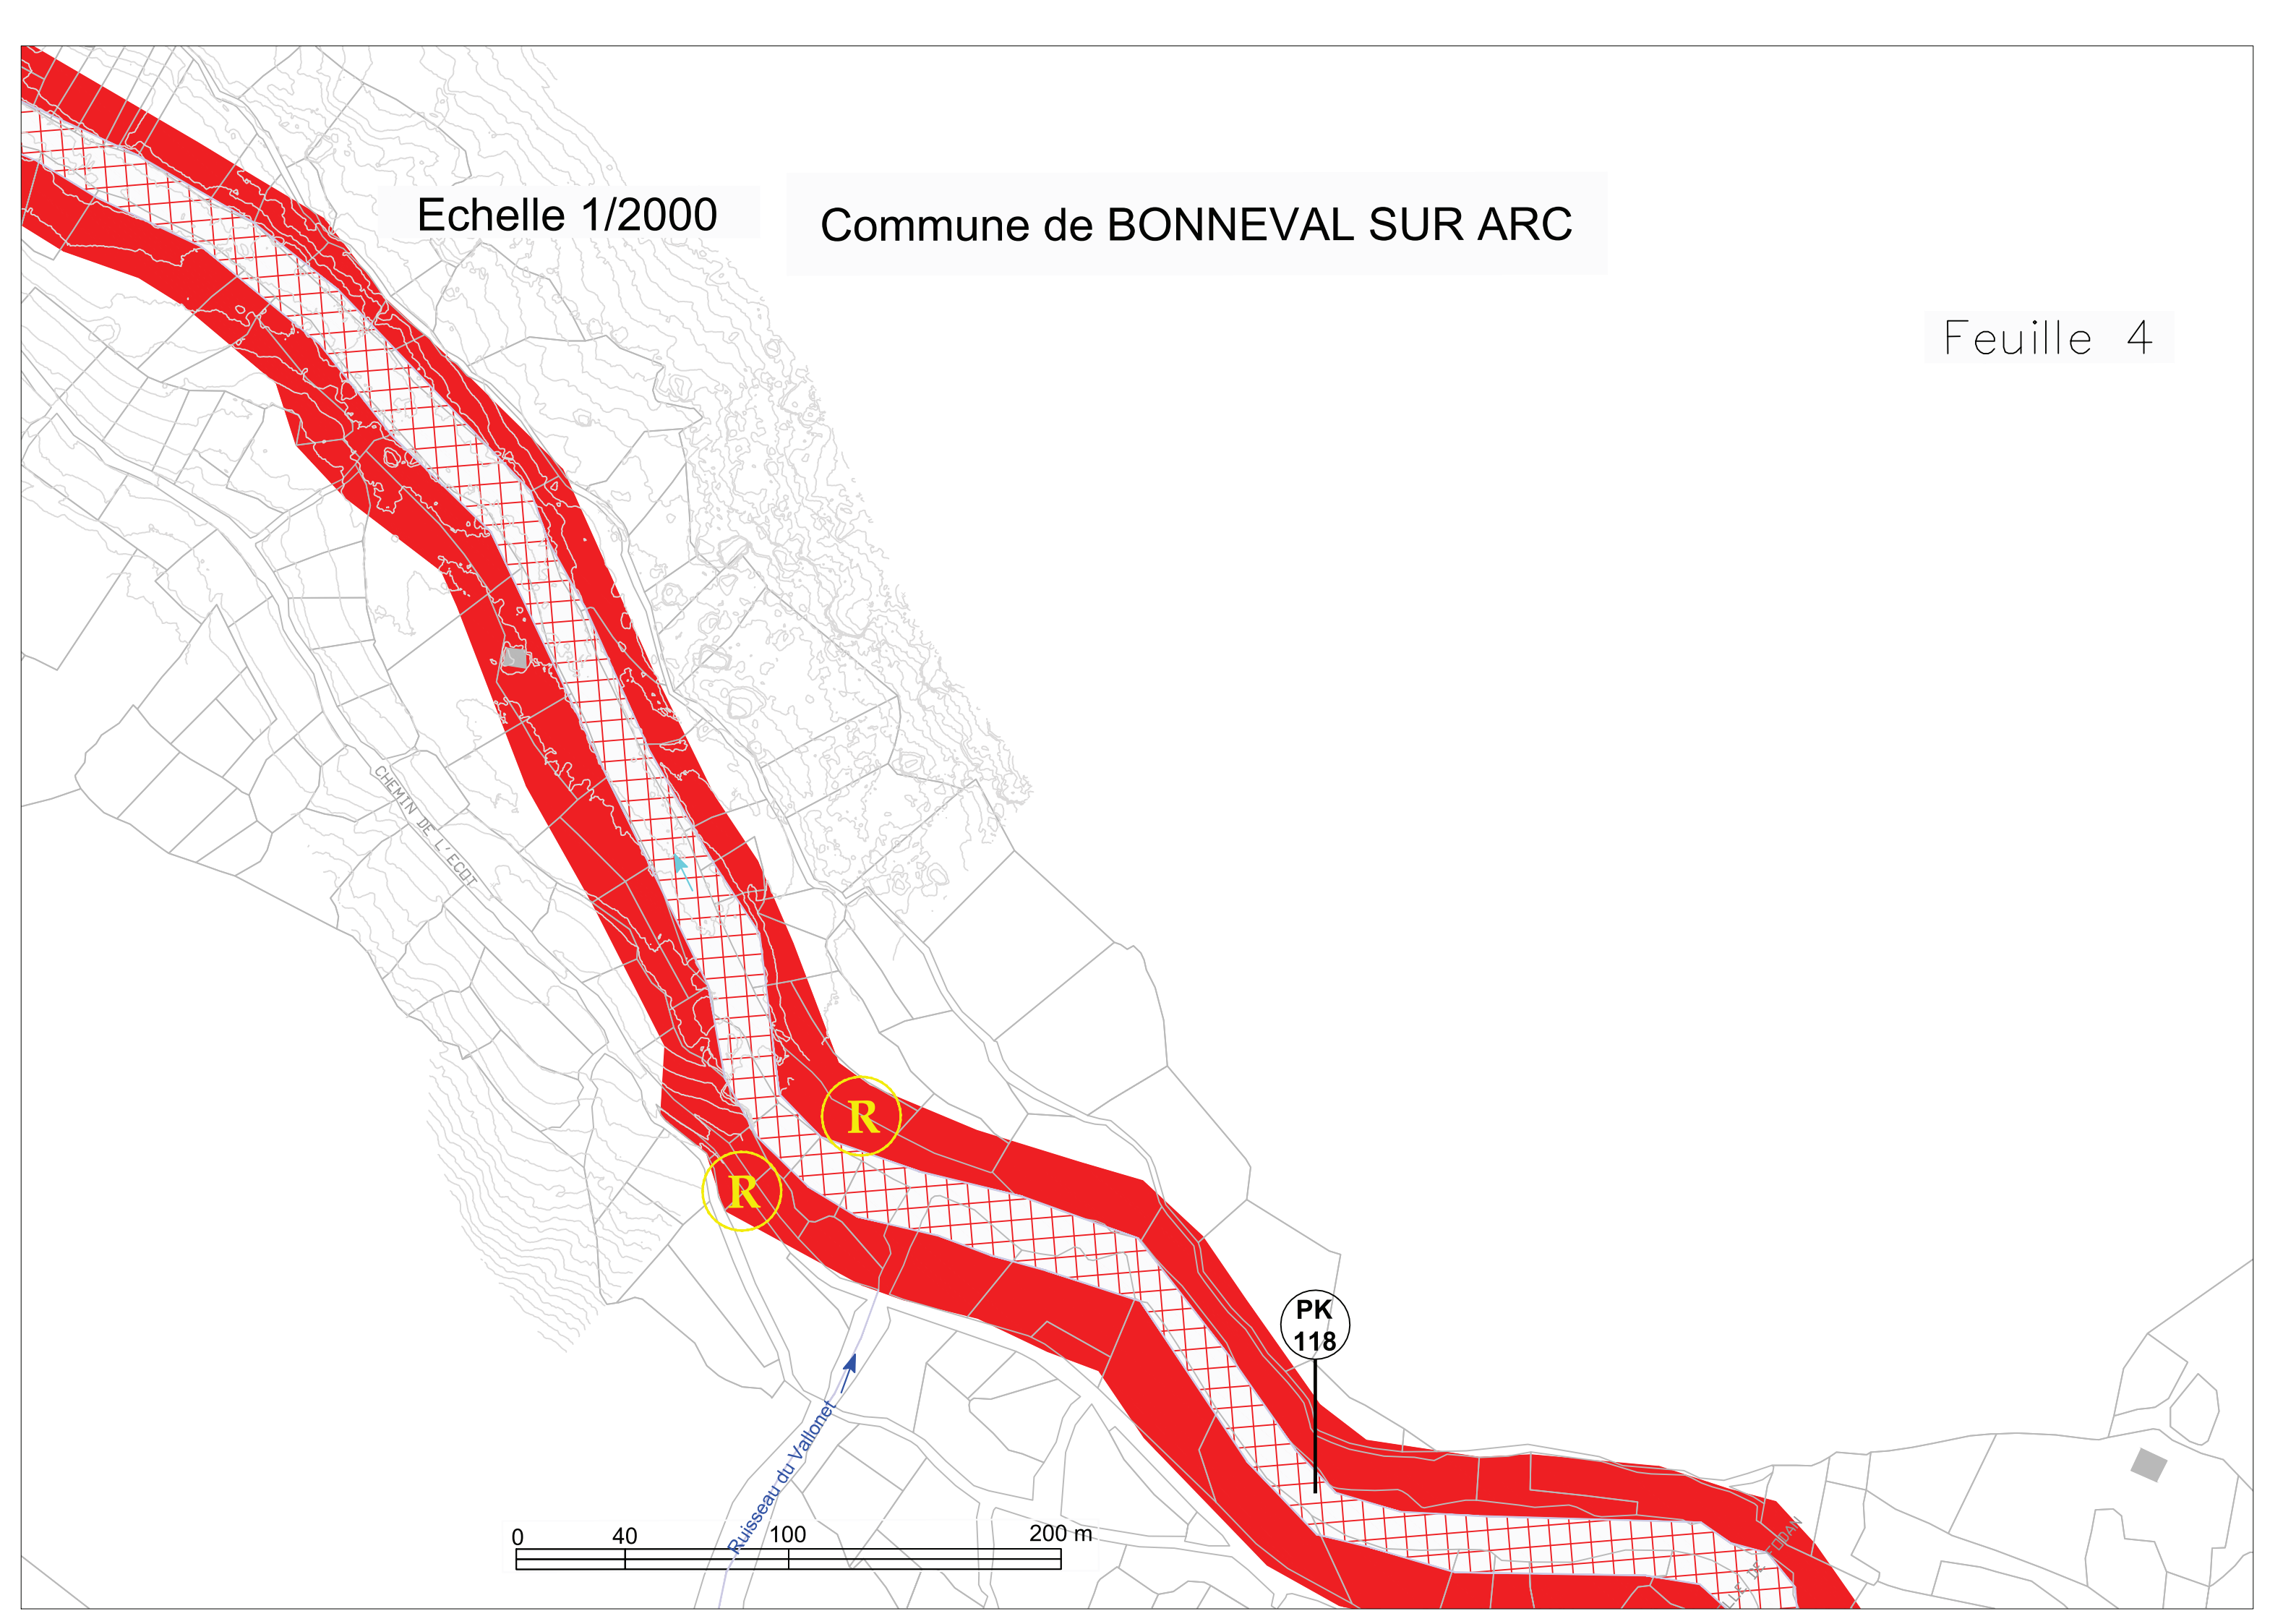 Echelle 1/2000
Commune de BONNEVAL SUR ARC
Feuille 4
CHEMIN DE L'ECOT
R
R
PK
118
Ruisseau du Vallonet
0 40 100 200 m